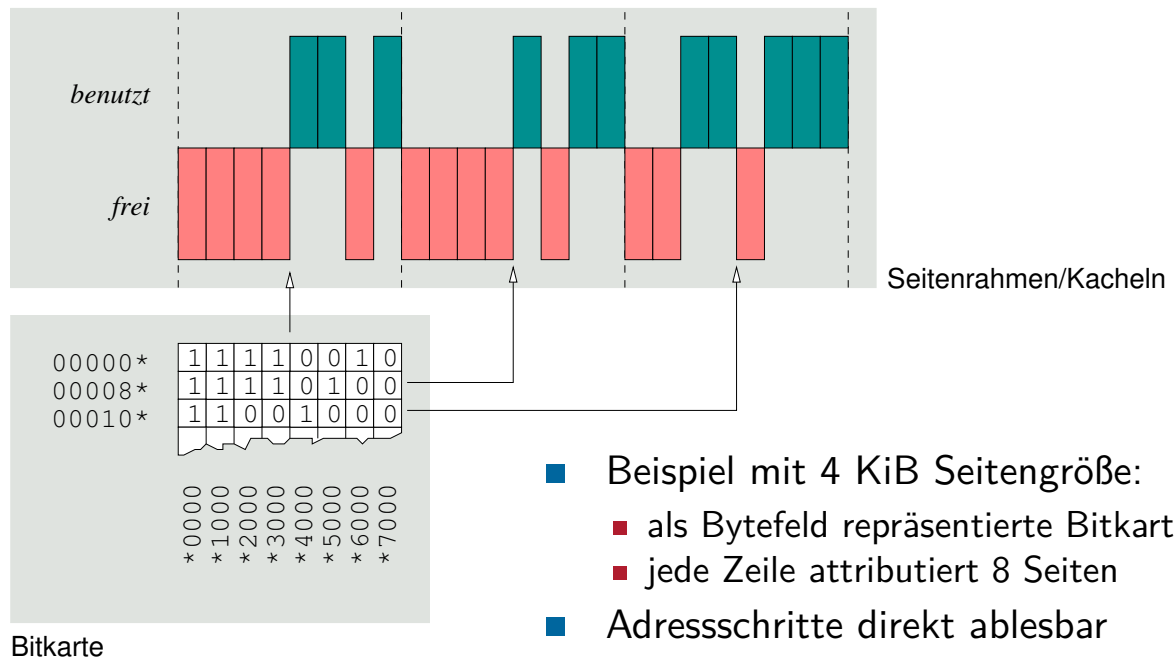 benutzt
frei
Seitenrahmen/Kacheln
00000* 1 1 1 1 0 0 1 0
00008* 1 1 1 1 0 1 0 0
00010* 1 1 0 0 1 0 0 0
*0000 *1000 *2000 *3000 *4000 *5000 *6000 *7000
Bitkarte
Beispiel mit 4 KiB Seitengröße:
als Bytefeld repräsentierte Bitkart
jede Zeile attributiert 8 Seiten
Adressschritte direkt ablesbar